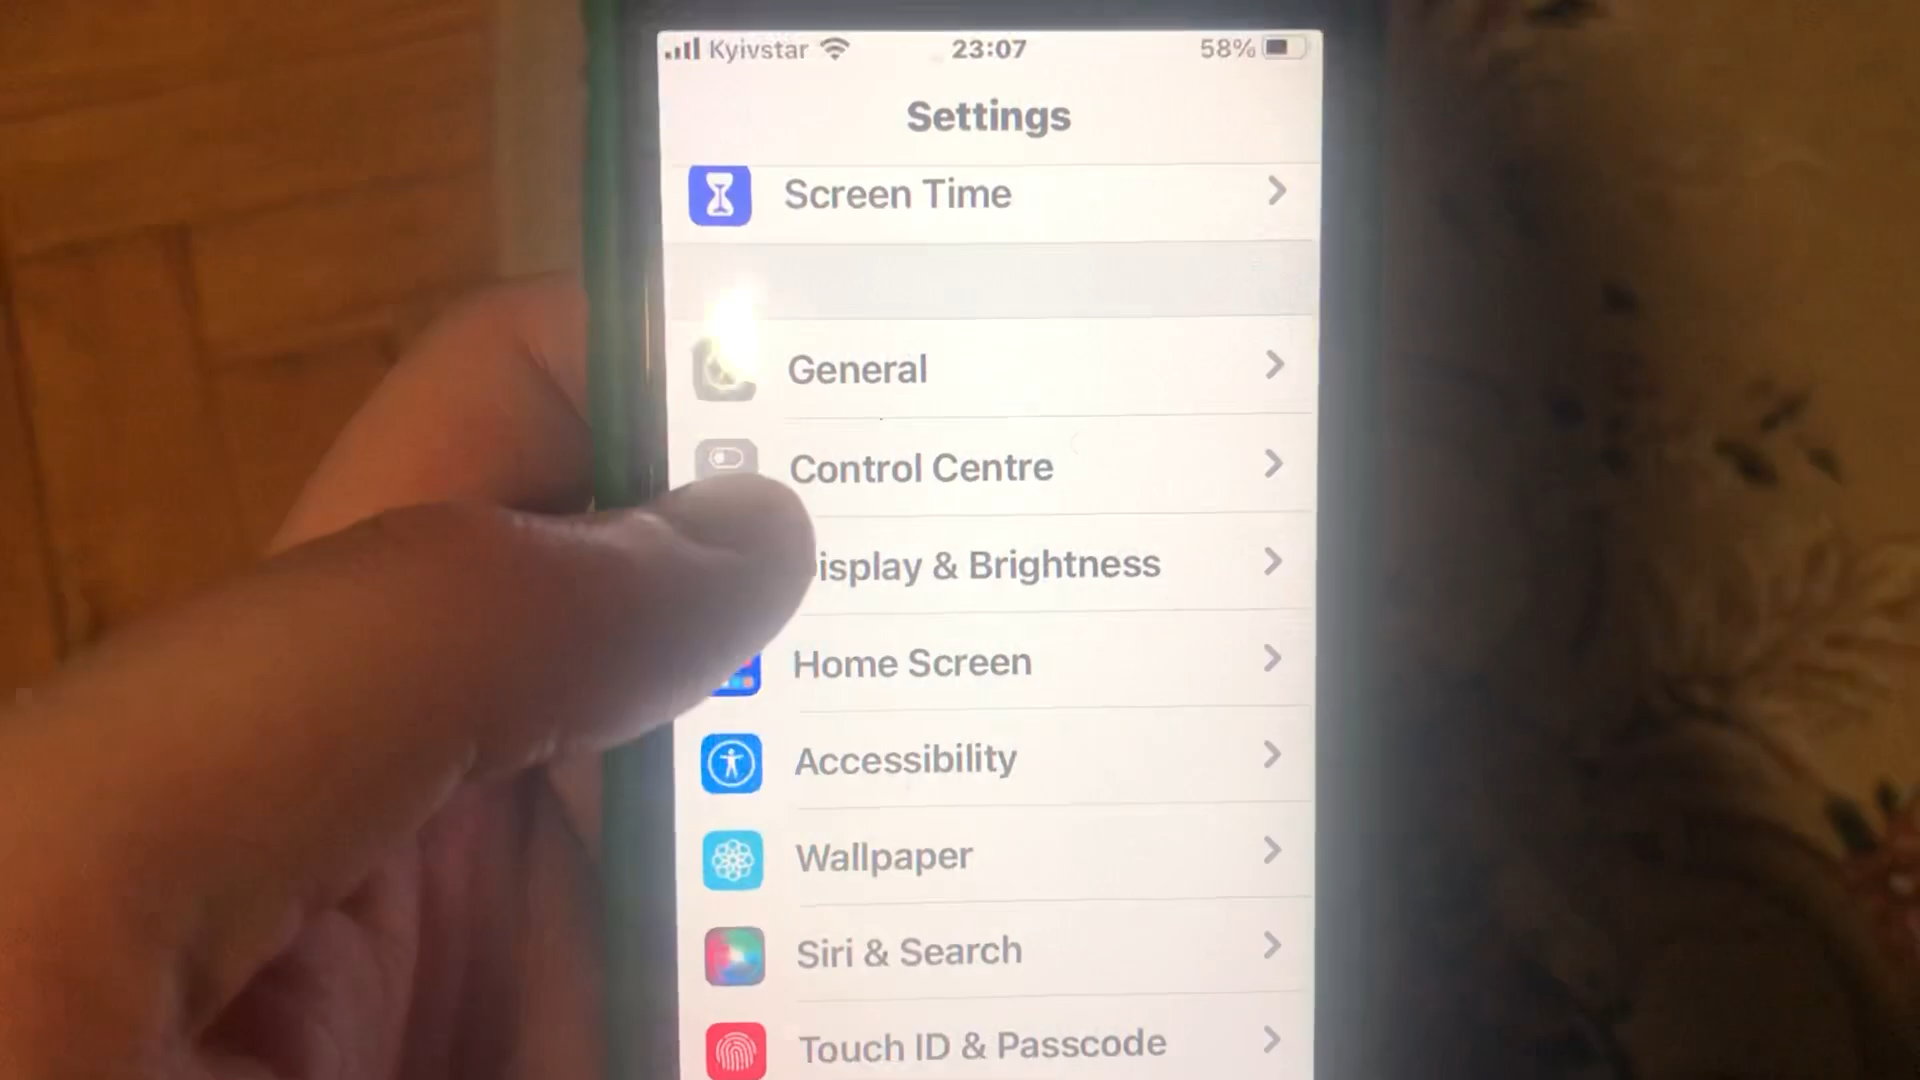 Kyivstar 23:07 58%
Settings
Screen Time
General
Control Centre
isplay & Brightness
Home Screen
Accessibility
Wallpaper
Siri & Search
Touch ID & Passcode